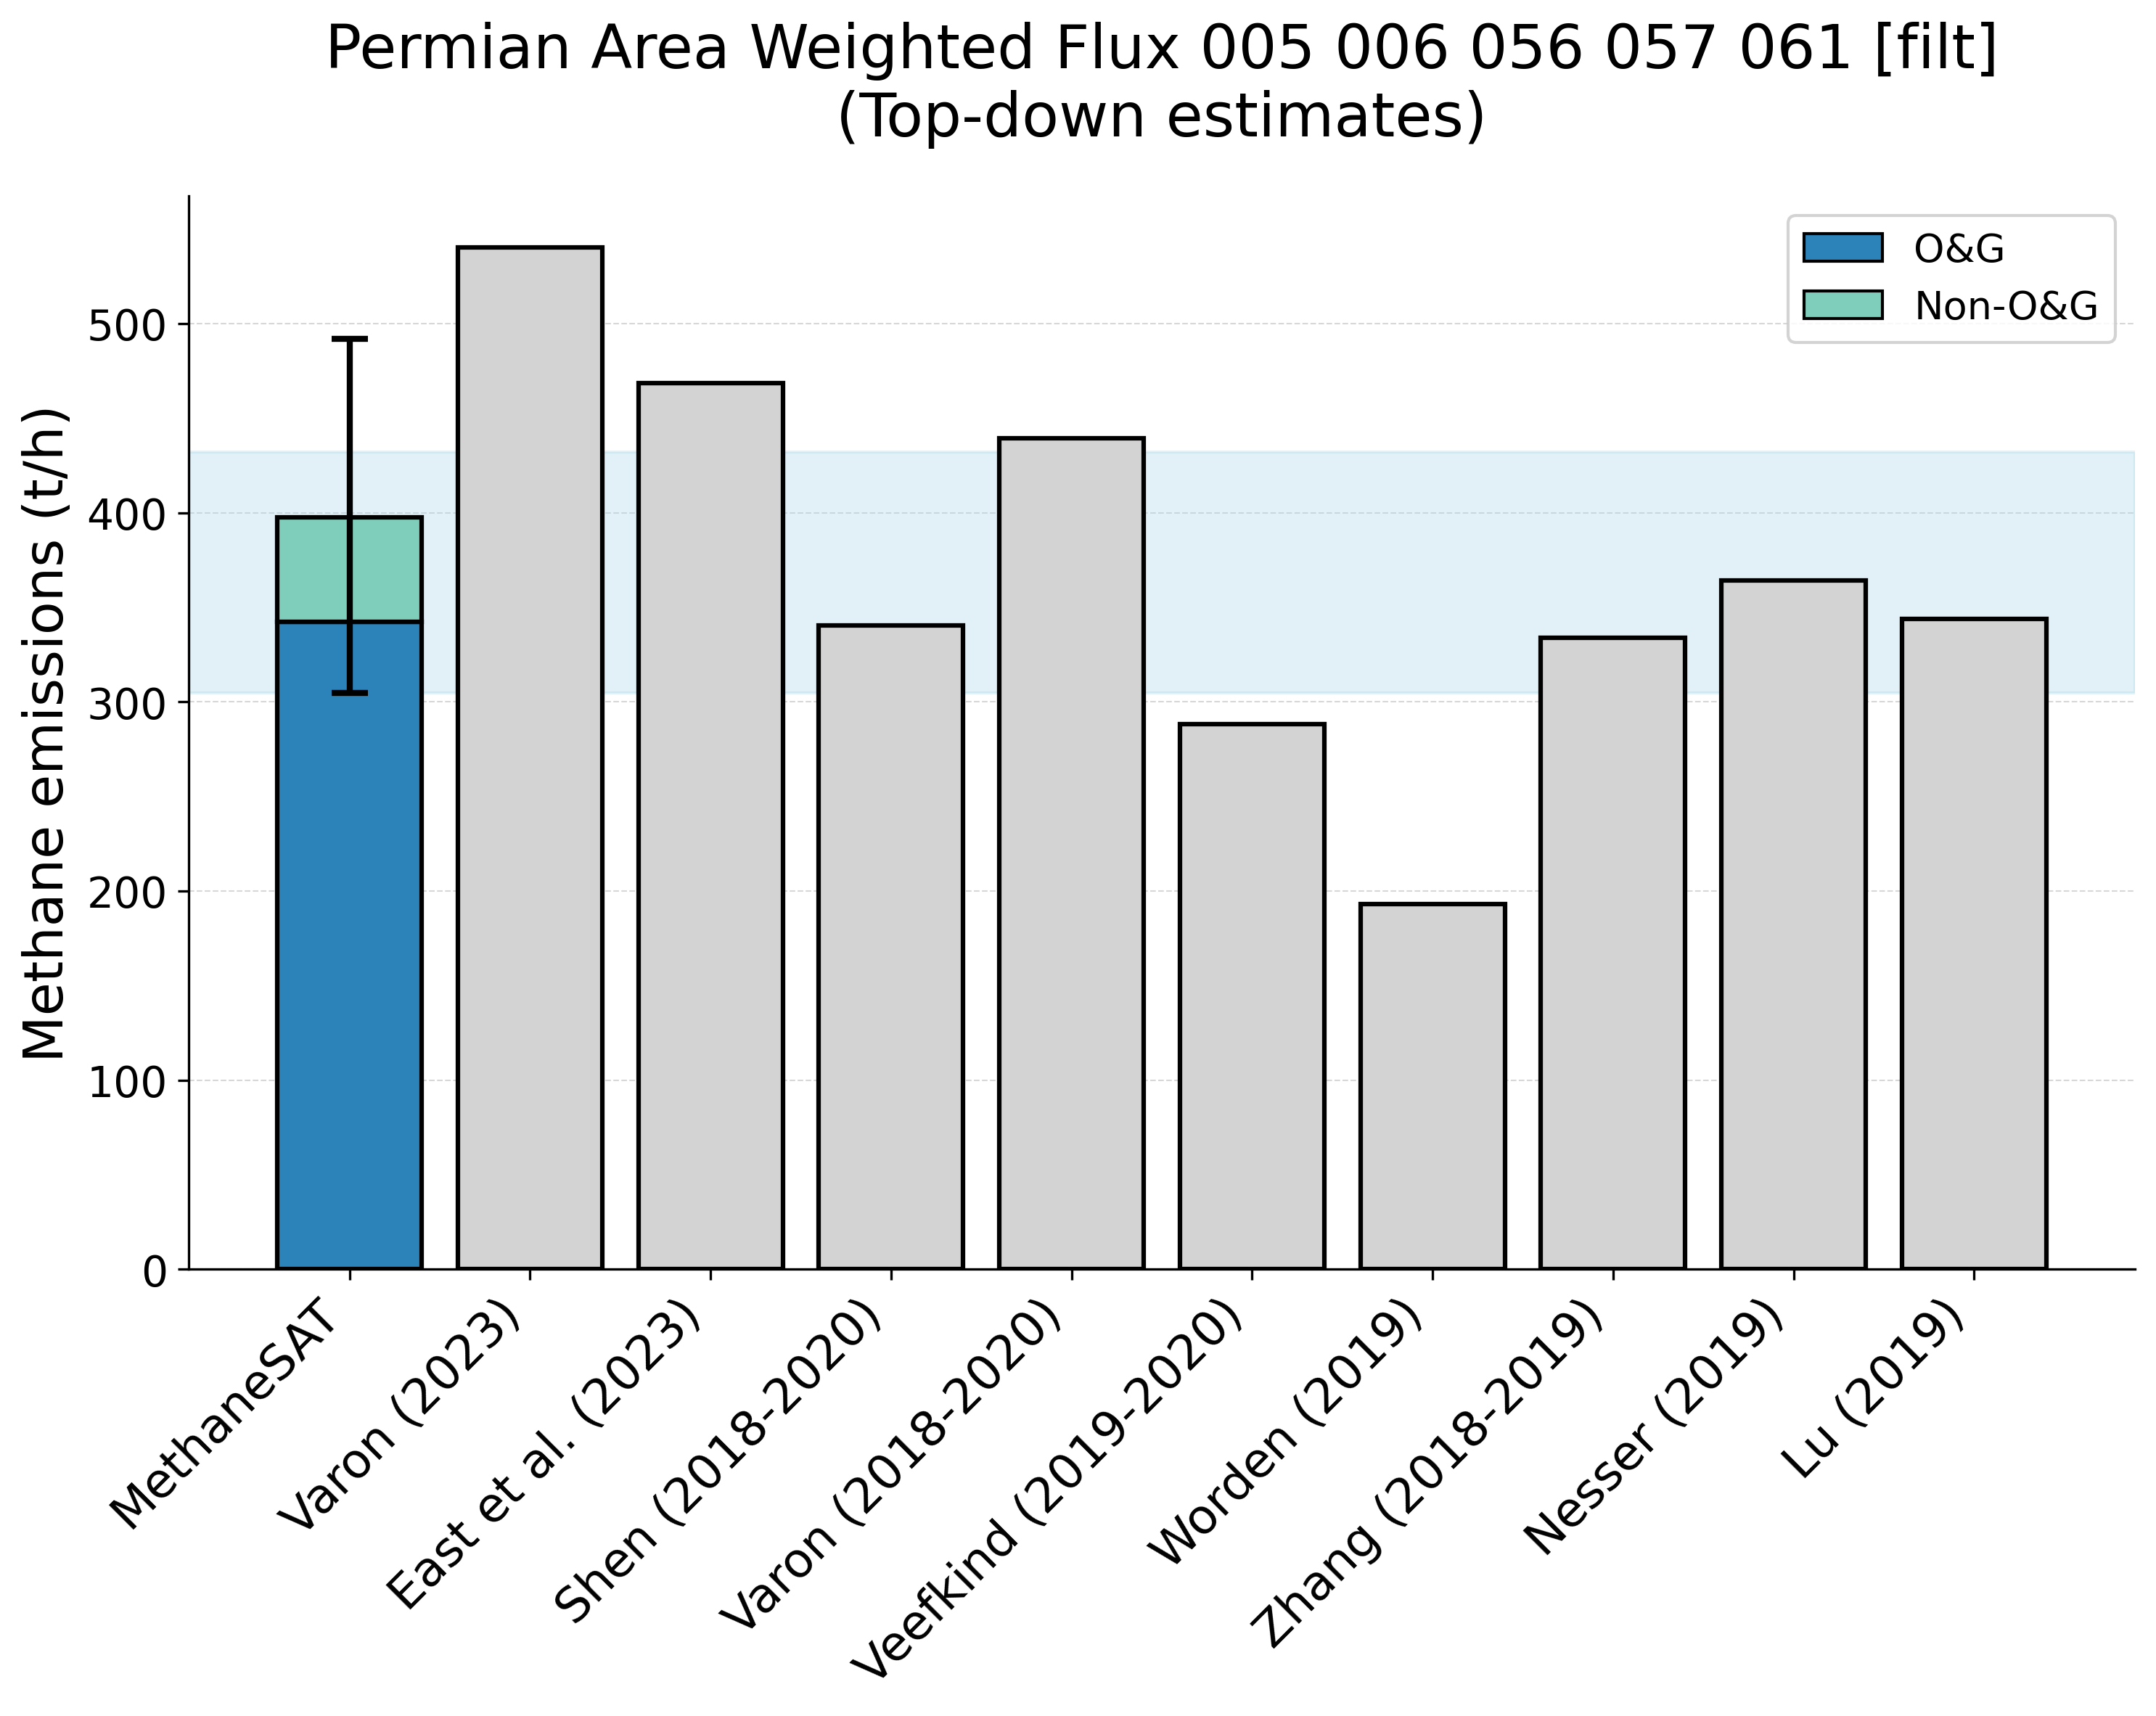 Permian Area Weighted Flux 005 006 056 057 061 [filt]
(Top-down estimates)
O&G
Non-O&G
Methane emissions (t/h)
500
400
300
200
100
0
MethaneSAT
Varon (2023)
East et al. (2023)
Shen (2018-2020)
Varon (2018-2020)
Veefkind (2019-2020)
Worden (2019)
Zhang (2018-2019)
Nesser (2019)
Lu (2019)